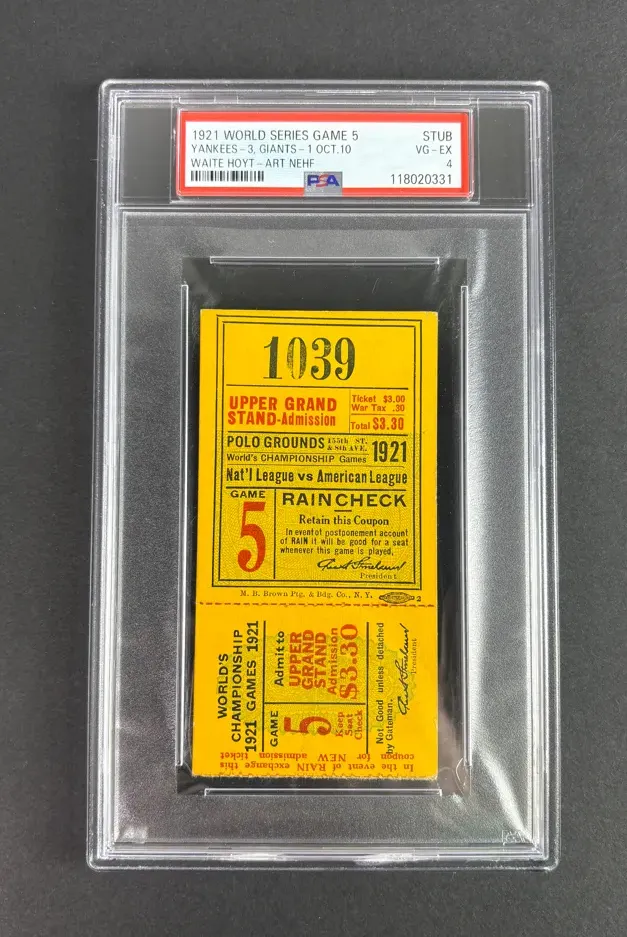 1921 WORLD SERIES GAME 5 STUB
YANKEES-3, GIANTS-1 OCT.10 VG-EX
WAITE HOYT-ART NEHF 4
PSA 118020331
1039
UPPER GRAND
STAND-Admission
Ticket $3.00
War Tax .30
Total $3.30
POLO GROUNDS 155th ST. & 8th AVE.
World's CHAMPIONSHIP Games 1921
Nat'l League vs American League
GAME
5
RAIN CHECK
Retain this Coupon
In event of postponement account
of RAIN it will be good for a seat
whenever this game is played.
President
M. B. Brown Ptg. & Bdg. Co., N. Y. 2
WORLD'S
CHAMPIONSHIP
1921 GAMES 1921
Admit to
UPPER
GRAND
STAND
Admission
$3.30
GAME
5
Keep
Seat
Check
Not Good unless detached
by Gateman.
President
In the event of RAIN exchange this
coupon for NEW admission ticket